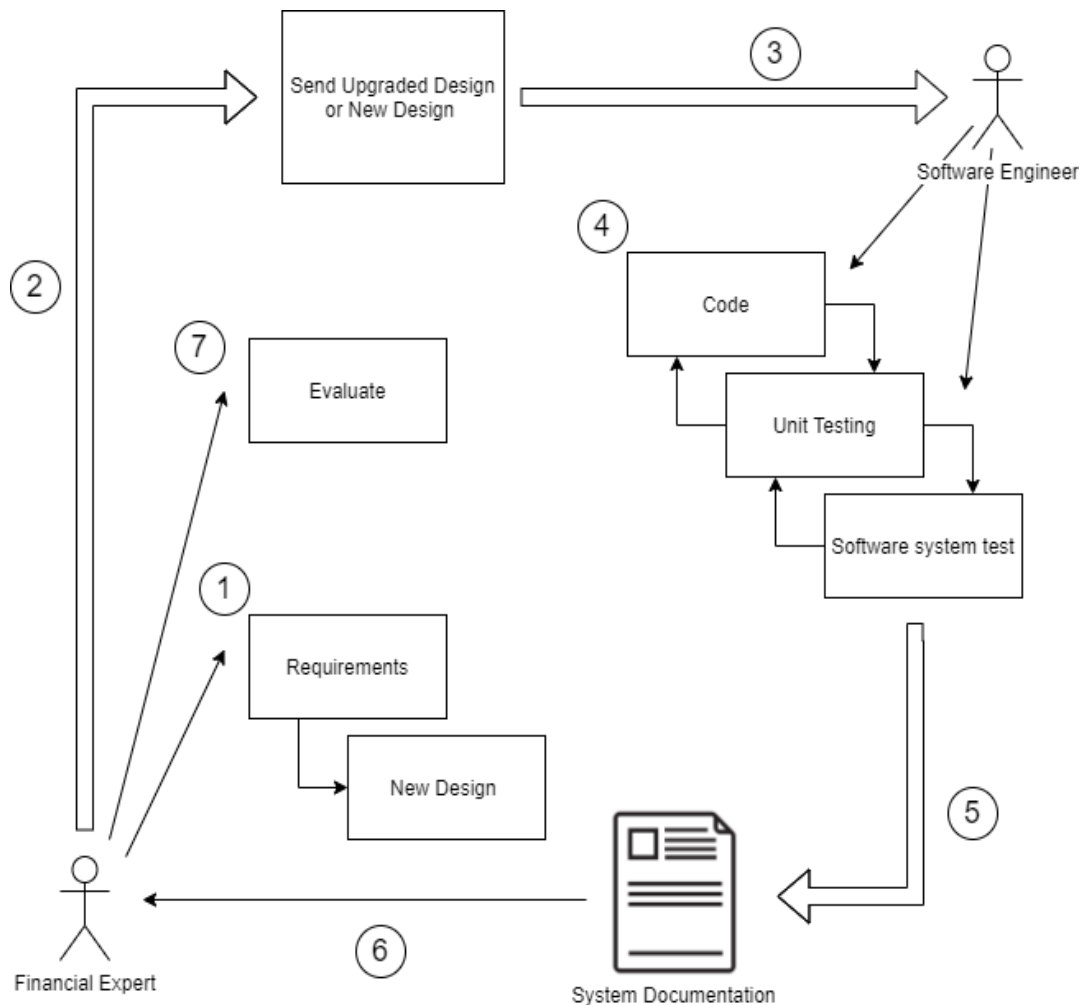 3
Send Upgraded Design
or New Design
Software Engineer
4
2
Code
7
Evaluate
Unit Testing
Software system test
1
Requirements
New Design
5
6
Financial Expert
System Documentation